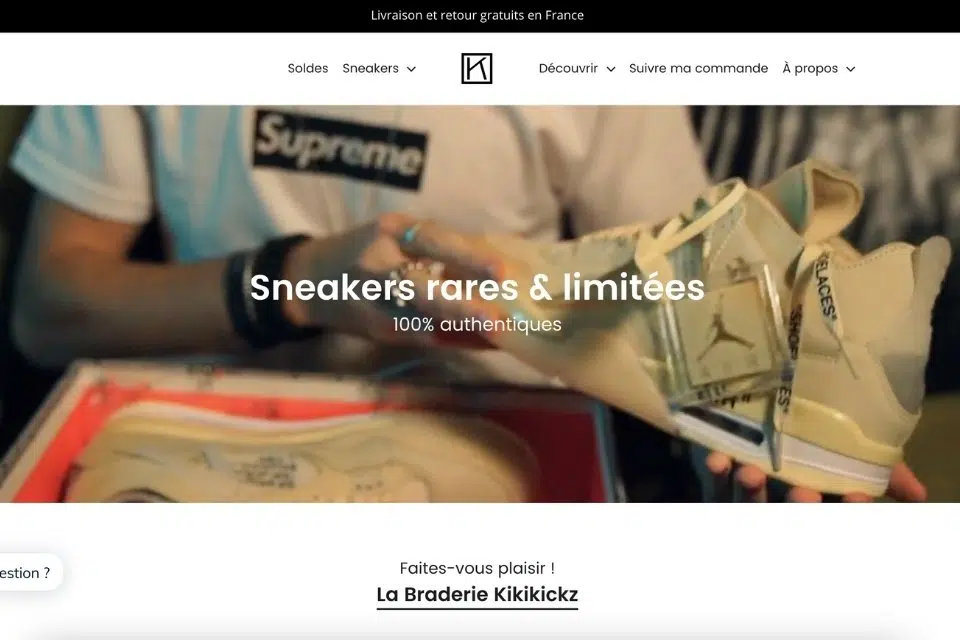 Livraison et retour gratuits en France
Soldes Sneakers Découvrir Suivre ma commande À propos
Supreme
Sneakers rares & limitées
100% authentiques
"SHOELACES"
estion ?
Faites-vous plaisir !
La Braderie Kikikickz